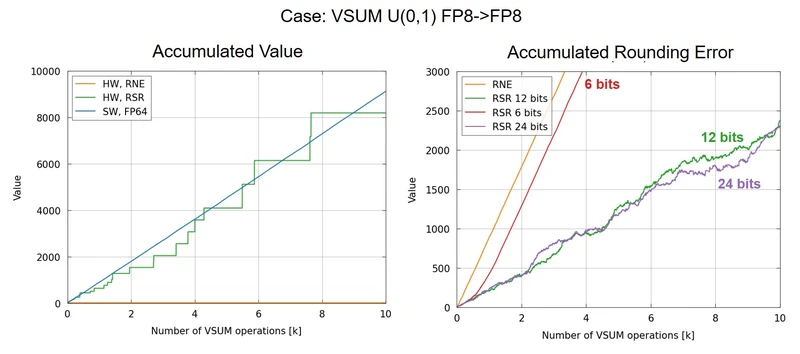 Case: VSUM U(0,1) FP8->FP8
Accumulated Value
10000
8000
6000
4000
2000
0
Value
HW, RNE
HW, RSR
SW, FP64
0 2 4 6 8 10
Number of VSUM operations [k]
Accumulated Rounding Error
3000
2500
2000
1500
1000
500
0
Value
RNE
RSR 12 bits
RSR 6 bits
RSR 24 bits
6 bits
12 bits
24 bits
0 2 4 6 8 10
Number of VSUM operations [k]